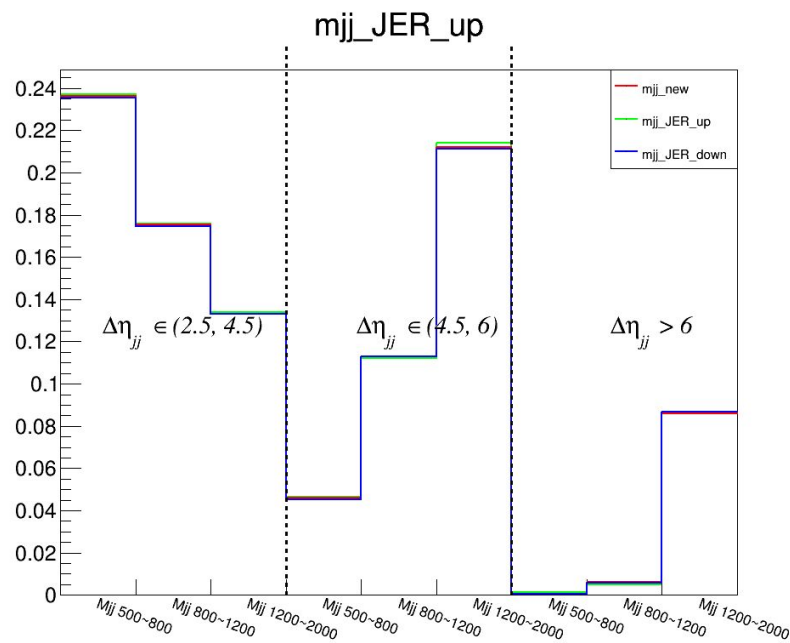 mjj_JER_up
0.24
0.22
0.2
0.18
0.16
0.14
0.12
0.1
0.08
0.06
0.04
0.02
0
mjj_new
mjj_JER_up
mjj_JER_down
Δη_jj ∈ (2.5, 4.5)
Δη_jj ∈ (4.5, 6)
Δη_jj > 6
Mjj 500~800
Mjj 800~1200
Mjj 1200~2000
Mjj 500~800
Mjj 800~1200
Mjj 1200~2000
Mjj 500~800
Mjj 800~1200
Mjj 1200~2000